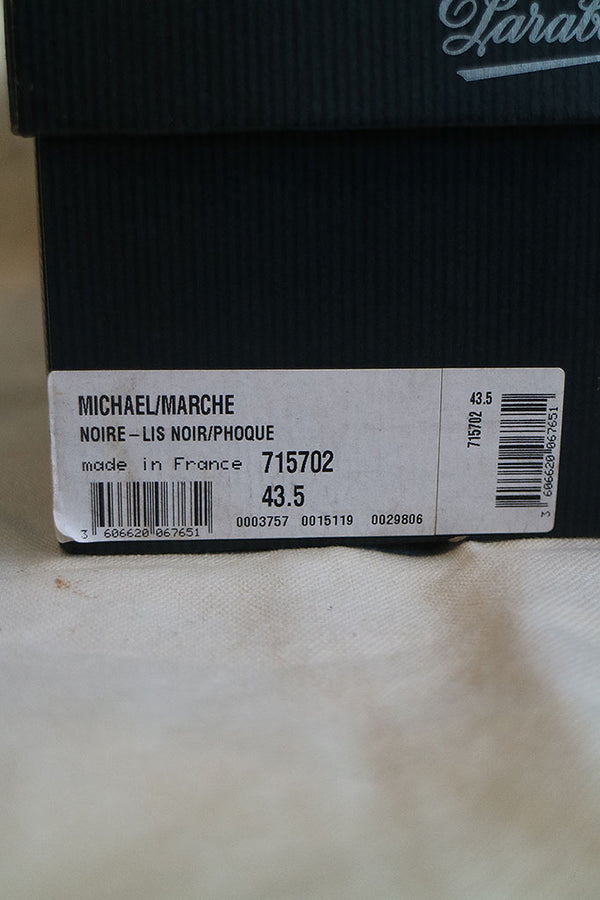 MICHAEL/MARCHE
NOIRE–LIS NOIR/PHOQUE
made in France 715702
43.5
3 606620 067651
0003757 0015119 0029806
43.5
715702
3 606620 067651